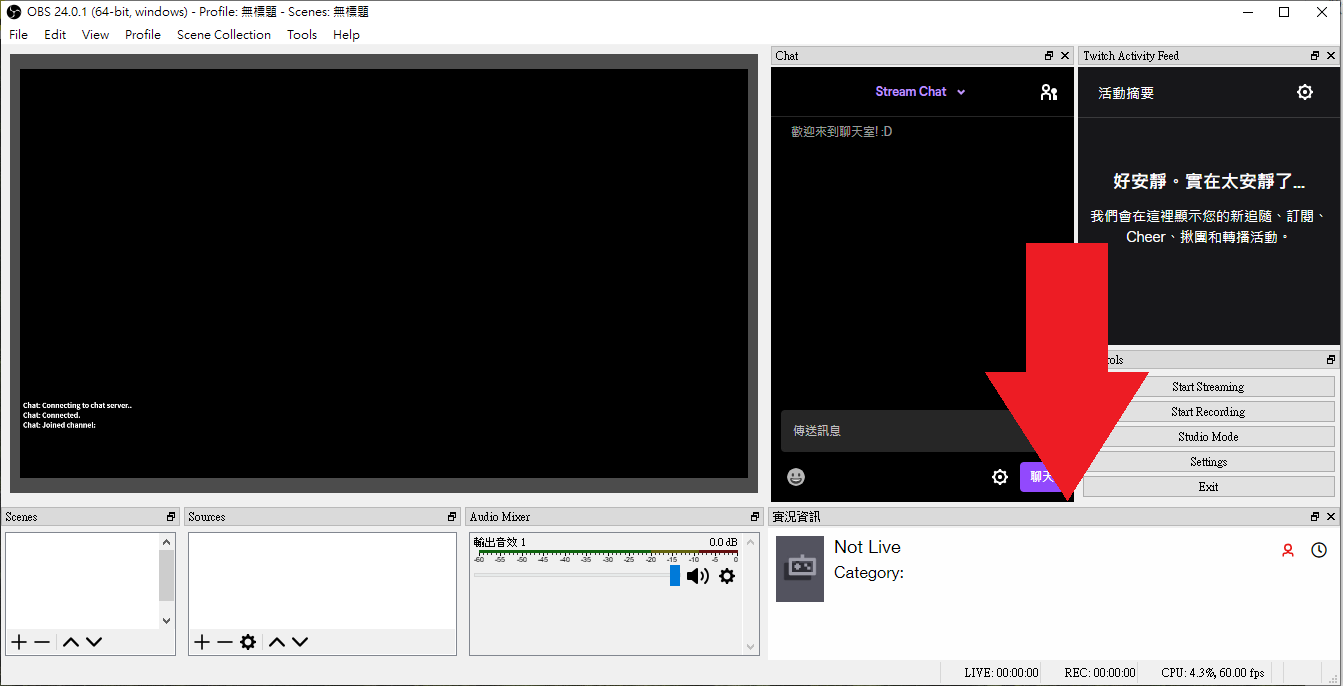 OBS 24.0.1 (64-bit, windows) - Profile: 無標題 - Scenes: 無標題
File Edit View Profile Scene Collection Tools Help
Chat
Stream Chat
歡迎來到聊天室! :D
傳送訊息
聊天
Twitch Activity Feed
活動摘要
好安靜。實在太安靜了...
我們會在這裡顯示您的新追隨、訂閱、
Cheer、揪團和轉播活動。
Start Streaming
Start Recording
Studio Mode
Settings
Exit
Chat: Connecting to chat server..
Chat: Connected.
Chat: Joined channel:
Scenes
Sources
Audio Mixer
輸出音效 1 0.0 dB
-60 -55 -50 -45 -40 -35 -30 -25 -20 -15 -10 -5 0
實況資訊
Not Live
Category:
LIVE: 00:00:00 REC: 00:00:00 CPU: 4.3%, 60.00 fps